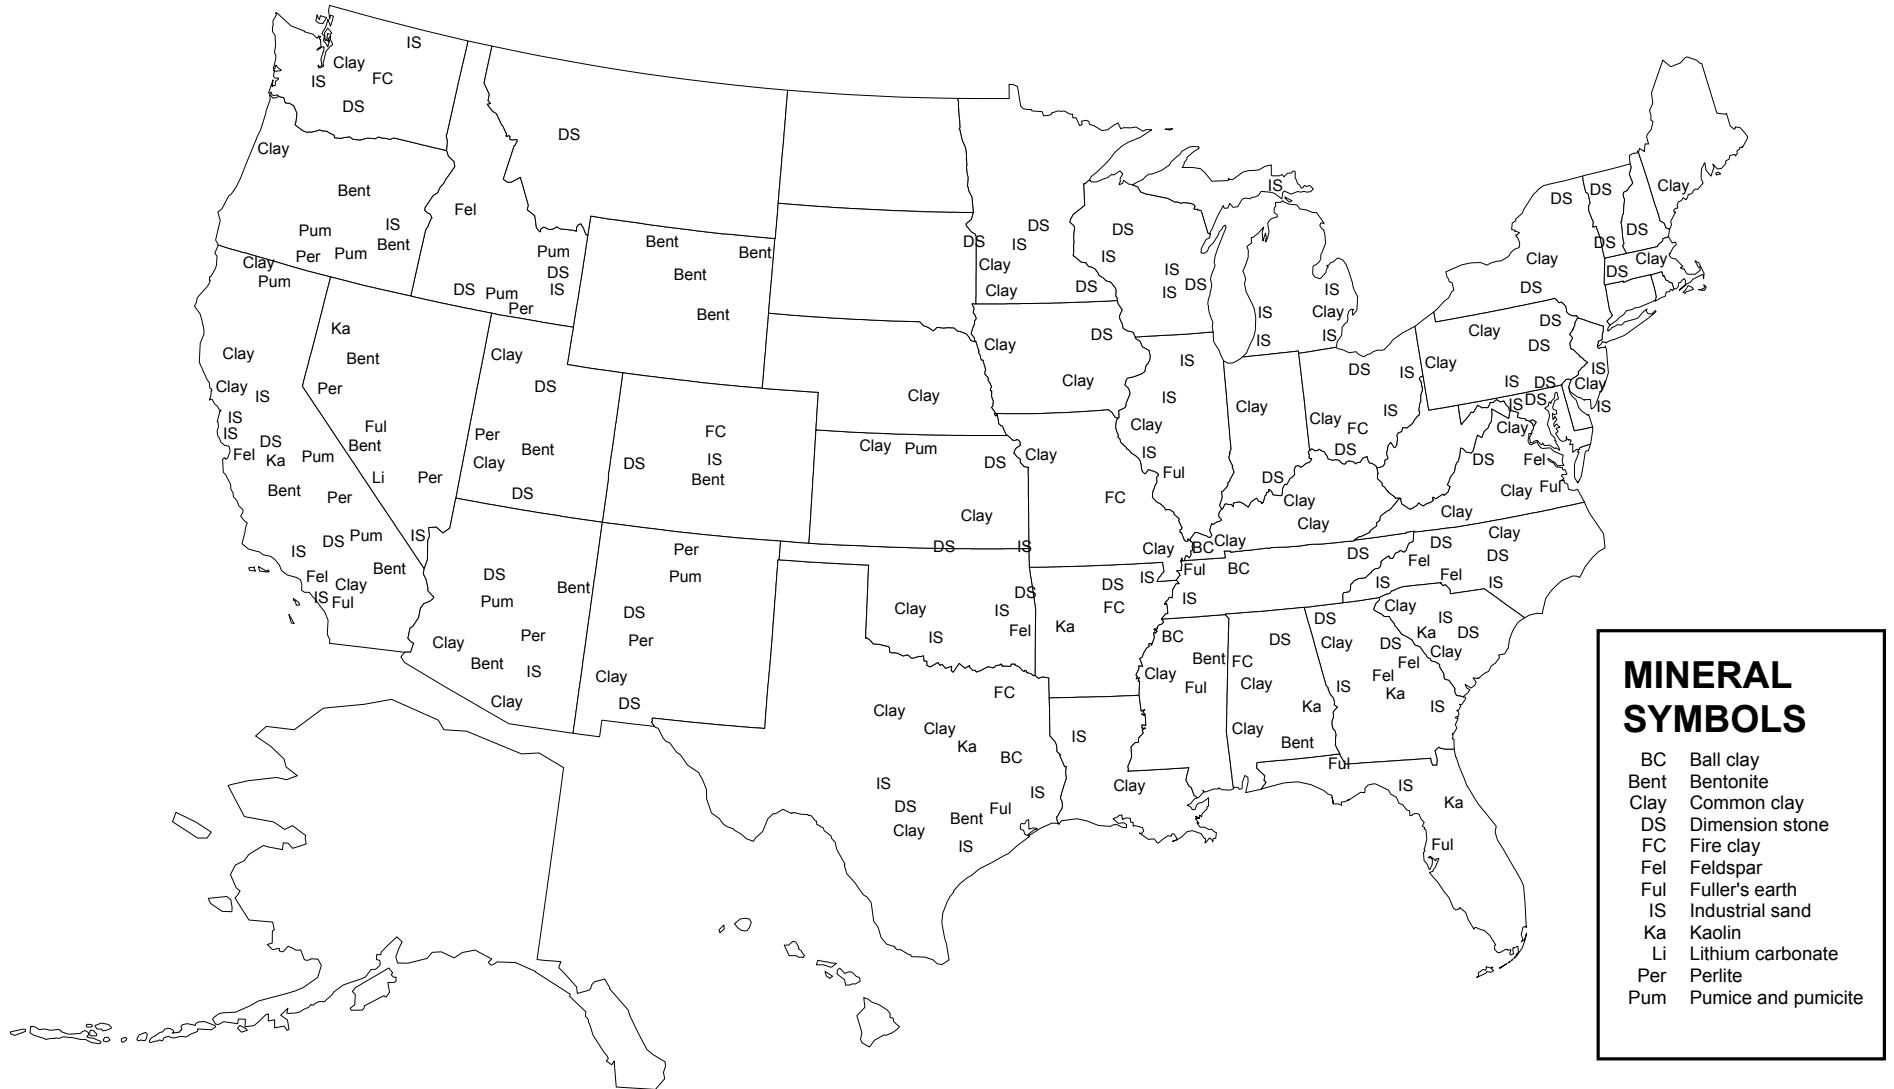 IS
Clay
IS
FC
DS
Clay
Bent
Pum
IS
Per
Pum
Bent
Fel
Pum
DS
IS
DS
Pum
Per
DS
Bent
Bent
Bent
Bent
Clay
Pum
Clay
Clay
IS
IS
IS
DS
Fel
Ka
Pum
Bent
Per
DS
Pum
IS
Bent
Fel
Clay
IS
Ful
Ka
Bent
Per
Ful
Bent
Li
Per
IS
Clay
DS
Per
Bent
Clay
DS
FC
DS
IS
Bent
DS
Bent
Pum
Clay
Per
Bent
IS
Clay
Per
Pum
DS
Per
Clay
DS
Clay
Clay
Pum
DS
Clay
DS
IS
DS
Clay
IS
Fel
IS
FC
Clay
Clay
Ka
BC
IS
IS
DS
Clay
Bent
Ful
IS
DS
DS
IS
Clay
Clay
DS
DS
IS
IS
IS
DS
IS
IS
Clay
IS
IS
IS
Clay
DS
Clay
Clay
FC
Clay
IS
IS
Clay
IS
Ful
Clay
DS
DS
IS
Clay
FC
IS
DS
Clay
Clay
BC
Clay
Ful
BC
DS
IS
IS
DS
FC
Ka
IS
Clay
BC
Bent
Clay
Ful
DS
FC
Clay
Ka
Clay
Bent
DS
Clay
DS
Fel
Fel
Ka
IS
IS
Ful
IS
Ka
Ful
Clay
IS
Ka
DS
Clay
Clay
DS
DS
Fel
Fel
IS
IS
DS
Fel
Clay
Ful
Clay
Clay
IS
DS
Clay
DS
DS
Clay
IS
DS
IS
Clay
IS
DS
Clay
DS
DS
DS
DS
DS
Clay
Clay
MINERAL
SYMBOLS
BC Ball clay
Bent Bentonite
Clay Common clay
DS Dimension stone
FC Fire clay
Fel Feldspar
Ful Fuller's earth
IS Industrial sand
Ka Kaolin
Li Lithium carbonate
Per Perlite
Pum Pumice and pumicite